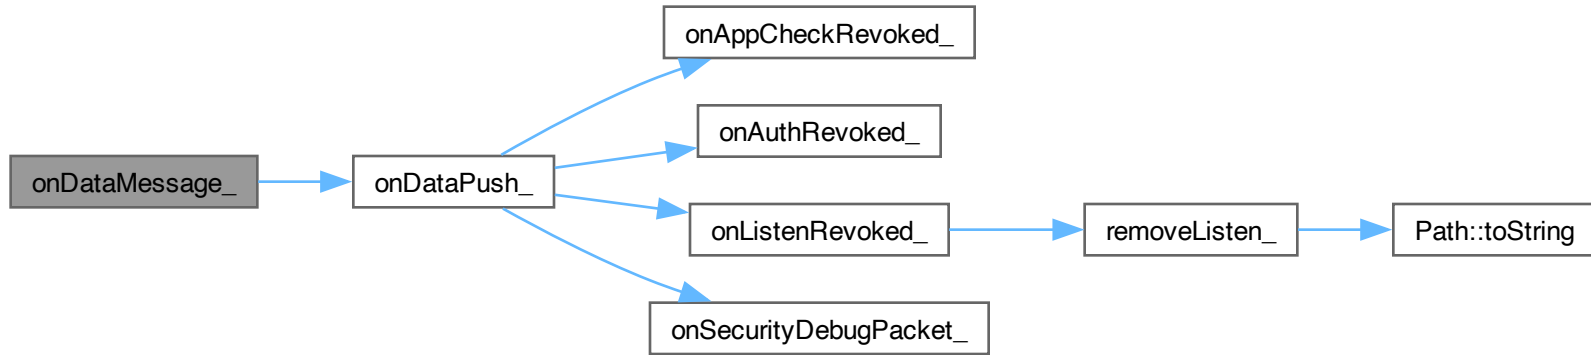 onAppCheckRevoked_
onAuthRevoked_
onDataMessage_
onDataPush_
onListenRevoked_
removeListen_
Path::toString
onSecurityDebugPacket_